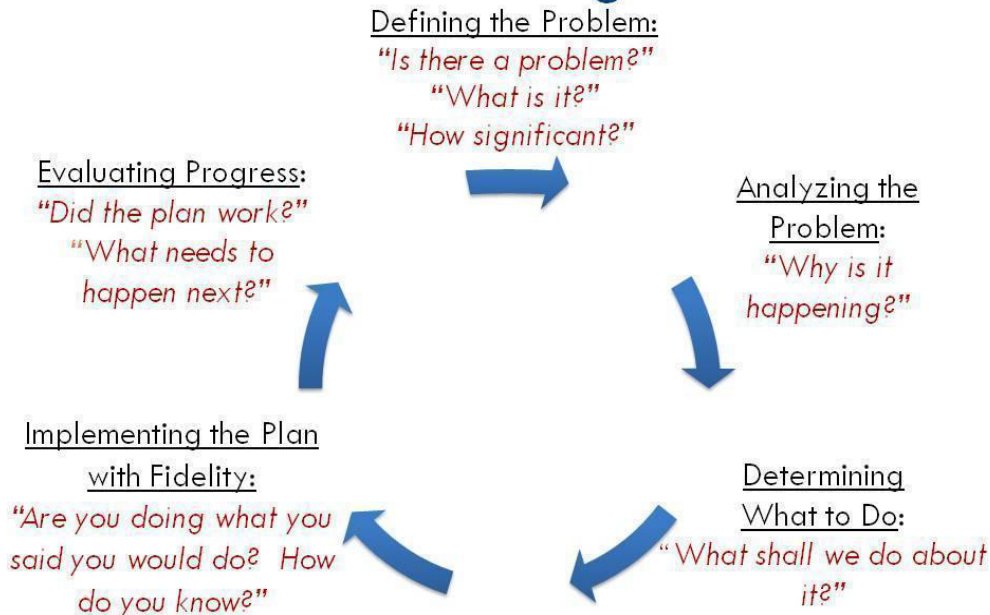 Defining the Problem:
“Is there a problem?”
“What is it?”
“How significant?”
Analyzing the
Problem:
“Why is it
happening?”
Determining
What to Do:
“What shall we do about
it?”
Implementing the Plan
with Fidelity:
“Are you doing what you
said you would do?  How
do you know?”
Evaluating Progress:
“Did the plan work?”
“What needs to
happen next?”